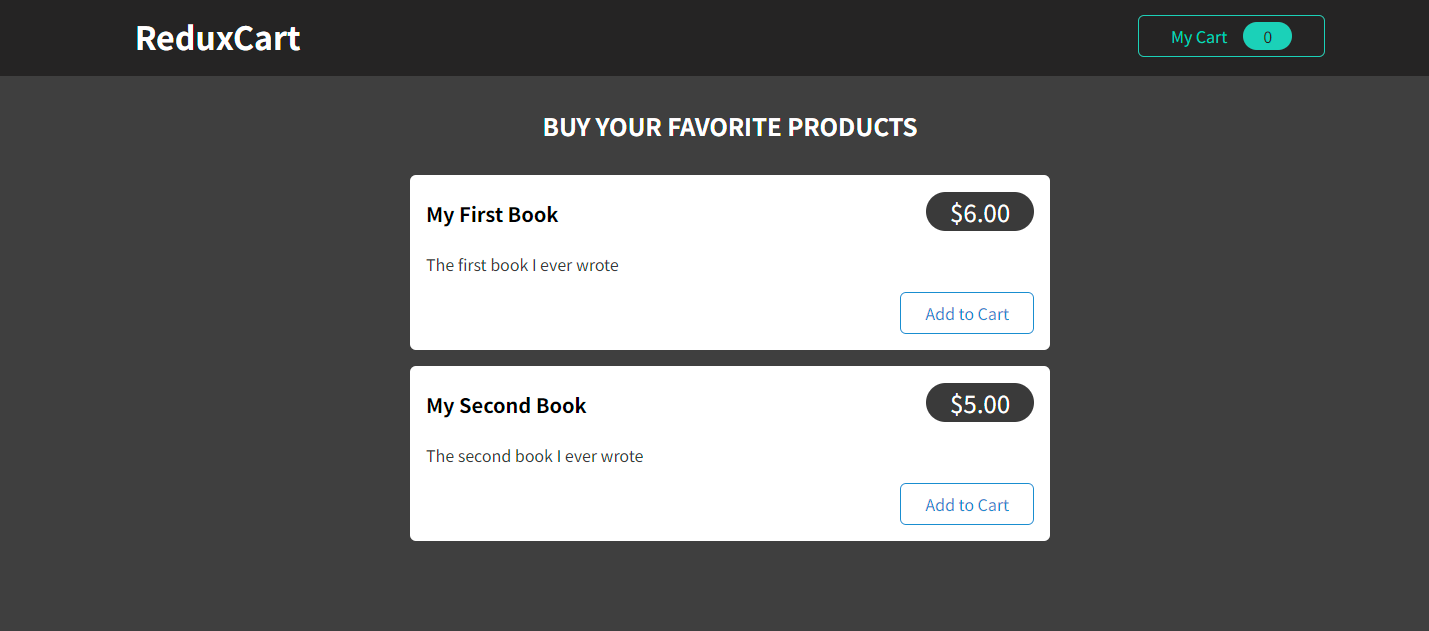 ReduxCart
My Cart 0
BUY YOUR FAVORITE PRODUCTS
My First Book
$6.00
The first book I ever wrote
Add to Cart
My Second Book
$5.00
The second book I ever wrote
Add to Cart